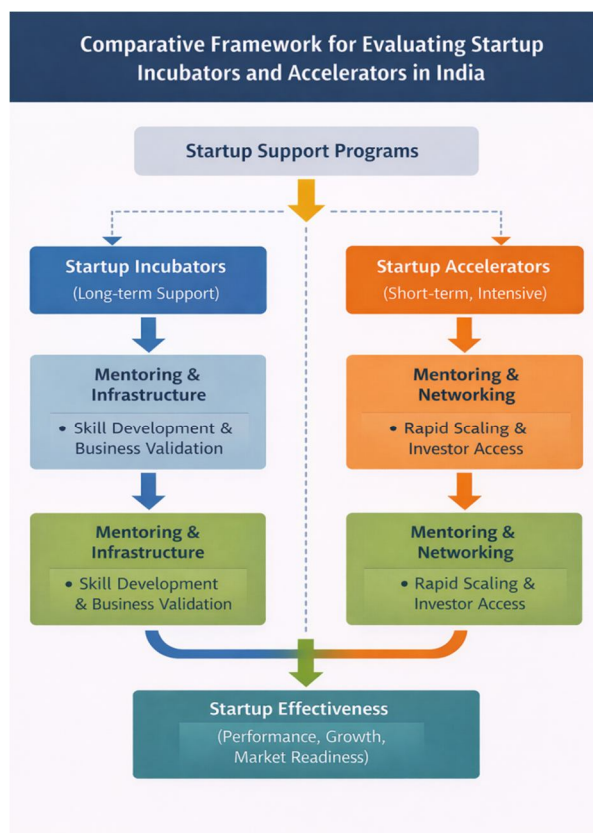 Comparative Framework for Evaluating Startup
Incubators and Accelerators in India
Startup Support Programs
Startup Incubators
(Long-term Support)
Mentoring &
Infrastructure
• Skill Development &
Business Validation
Mentoring &
Infrastructure
• Skill Development
& Business Validation
Startup Accelerators
(Short-term, Intensive)
Mentoring &
Networking
• Rapid Scaling &
Investor Access
Mentoring &
Networking
• Rapid Scaling &
Investor Access
Startup Effectiveness
(Performance, Growth,
Market Readiness)